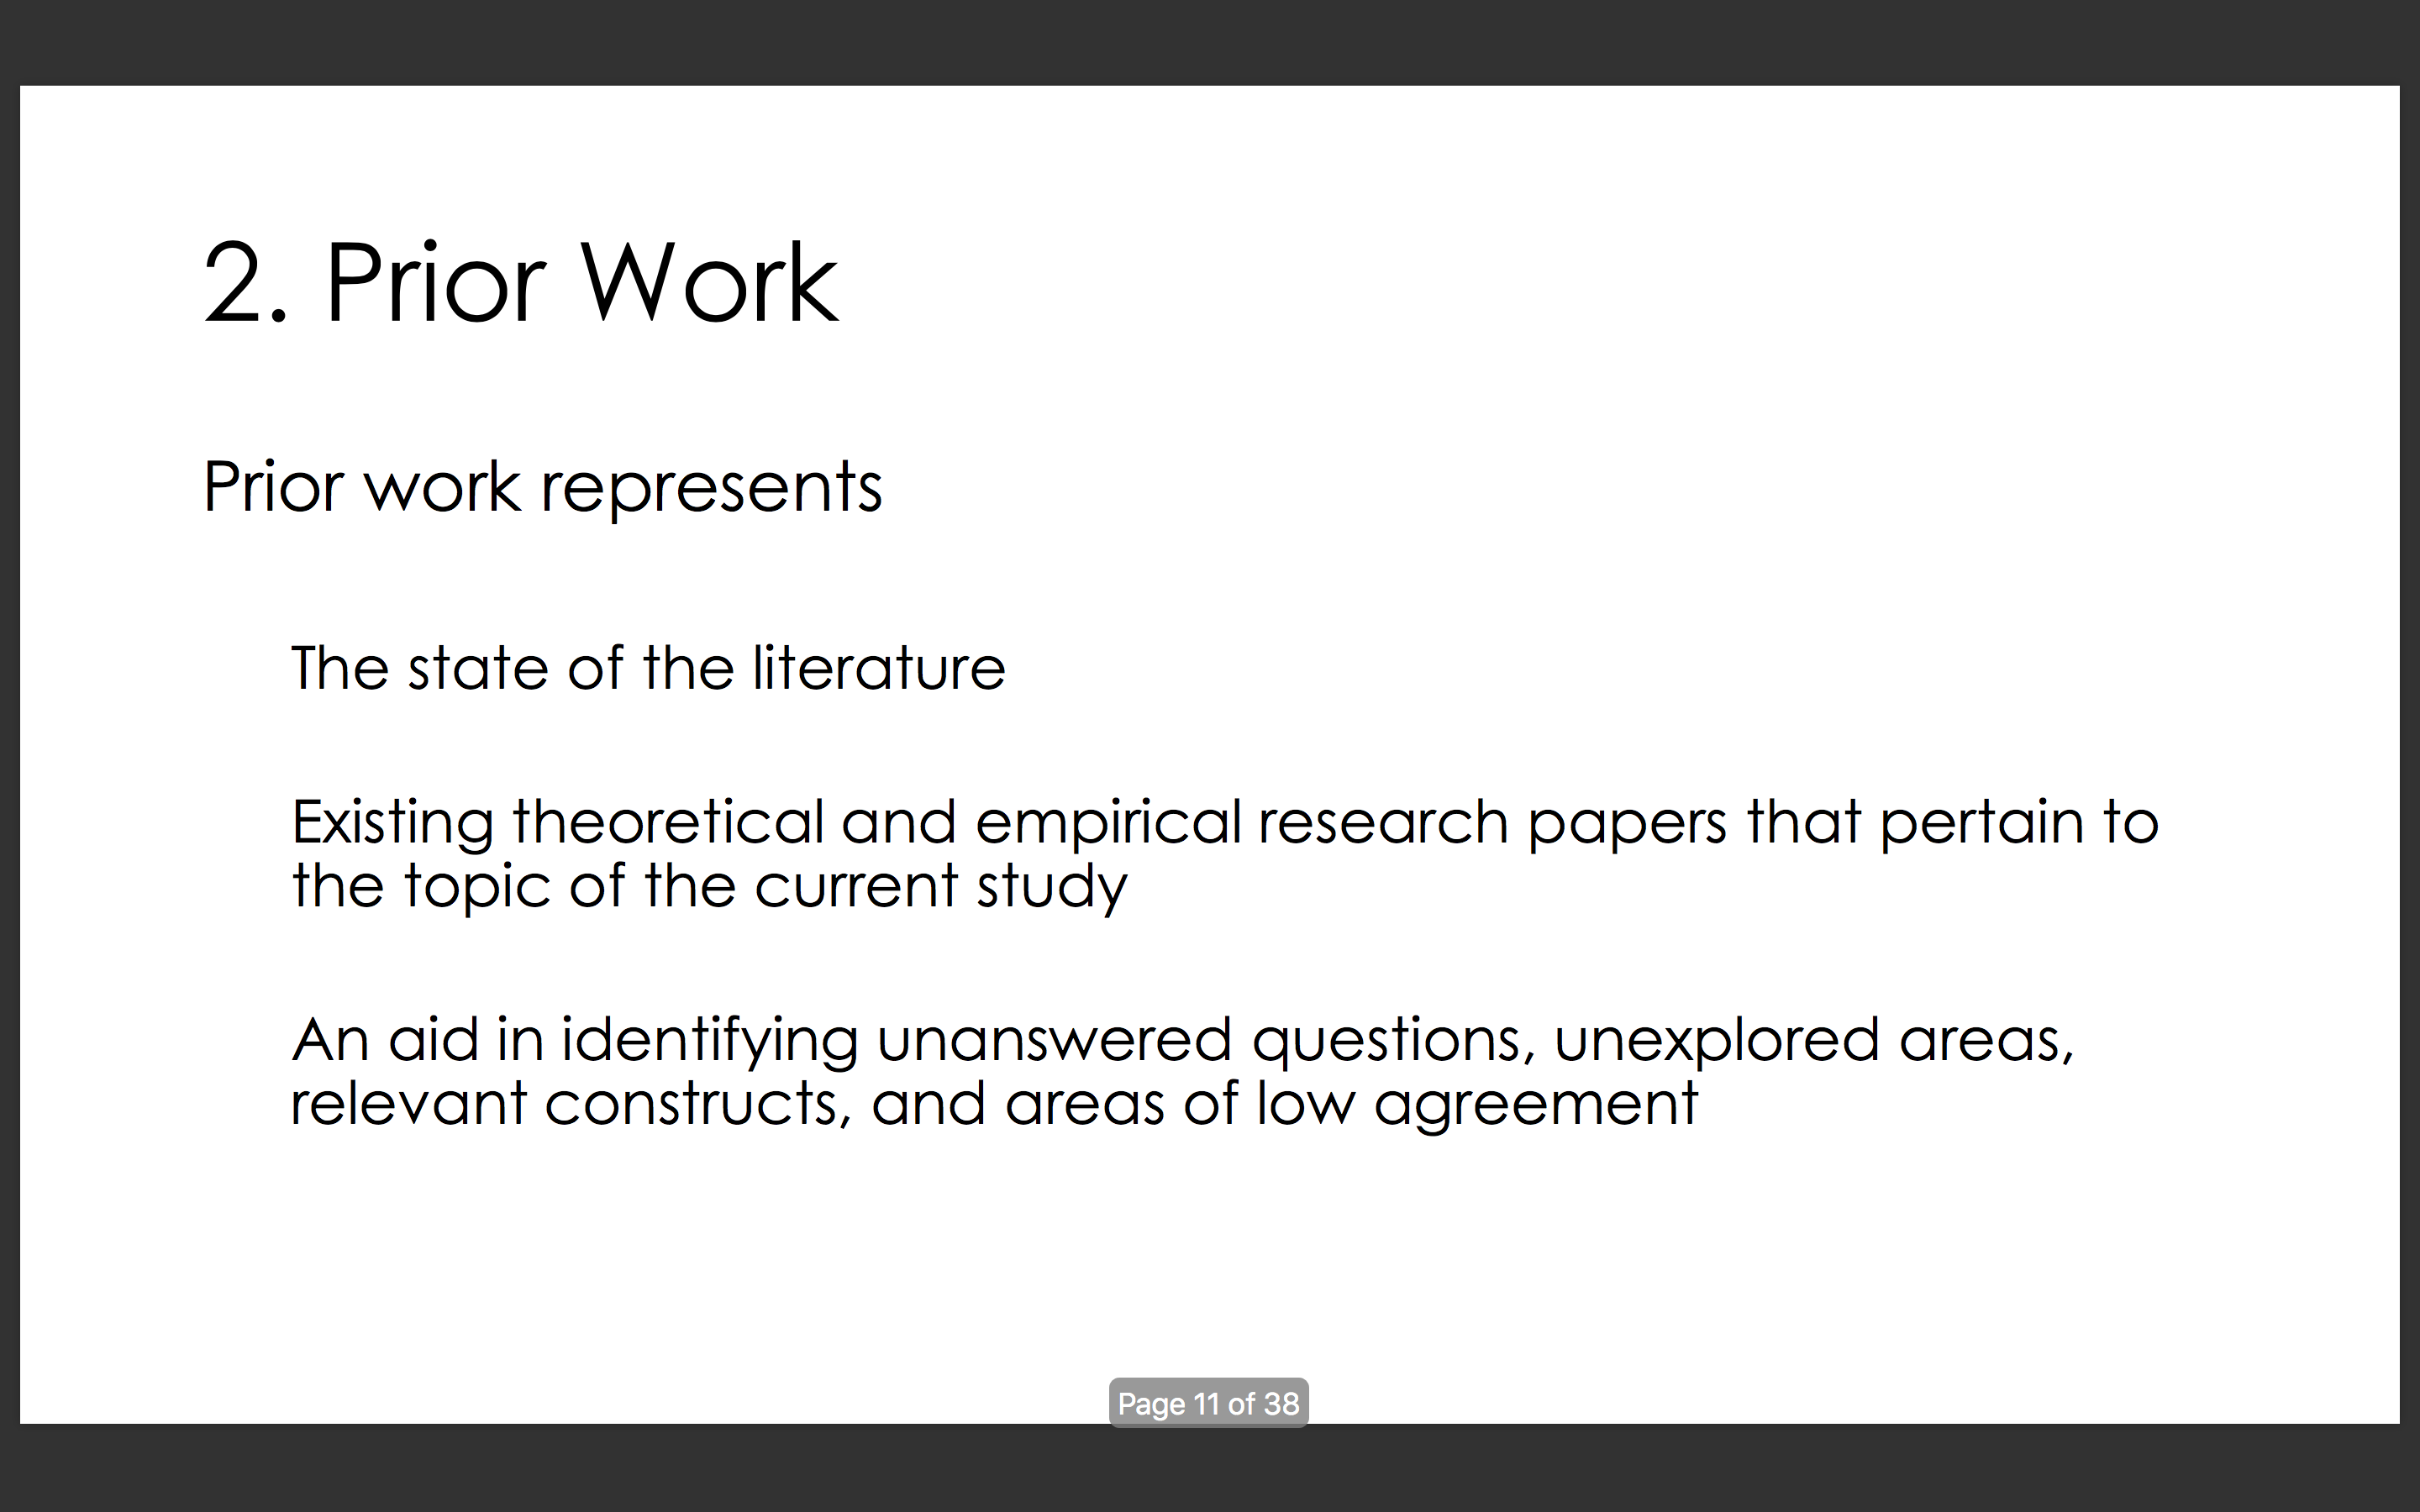 2. Prior Work
Prior work represents
The state of the literature
Existing theoretical and empirical research papers that pertain to
the topic of the current study
An aid in identifying unanswered questions, unexplored areas,
relevant constructs, and areas of low agreement
Page 11 of 38